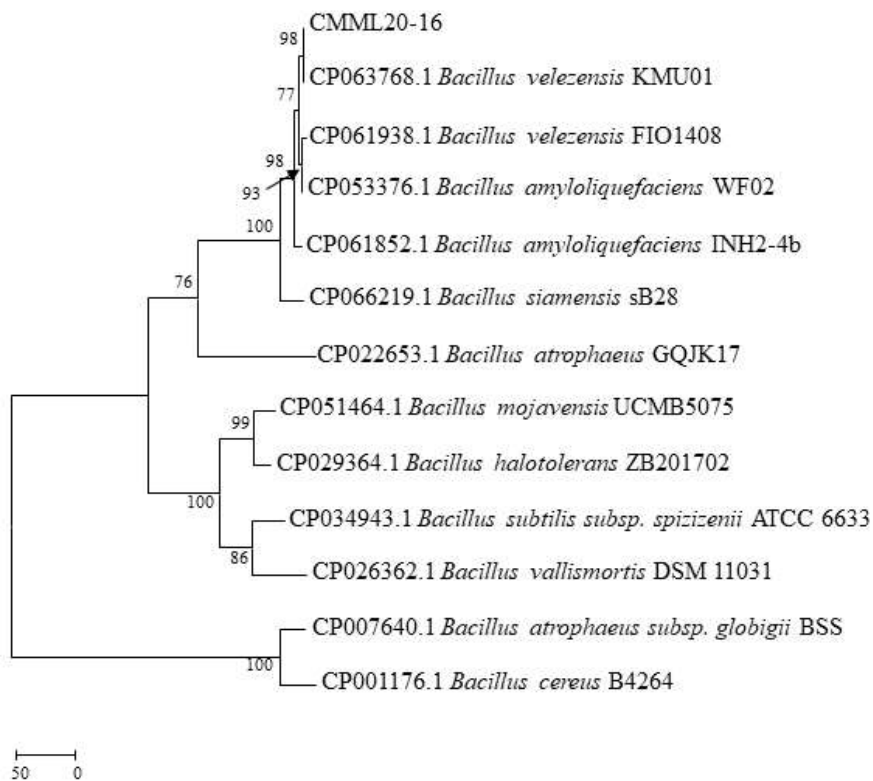 CMML20-16
98
CP063768.1 Bacillus velezensis KMU01
77
CP061938.1 Bacillus velezensis FIO1408
98
CP053376.1 Bacillus amyloliquefaciens WF02
93
100
CP061852.1 Bacillus amyloliquefaciens INH2-4b
76
CP066219.1 Bacillus siamensis sB28
CP022653.1 Bacillus atrophaeus GQJK17
CP051464.1 Bacillus mojavensis UCMB5075
99
CP029364.1 Bacillus halotolerans ZB201702
100
CP034943.1 Bacillus subtilis subsp. spizizenii ATCC 6633
86
CP026362.1 Bacillus vallismortis DSM 11031
CP007640.1 Bacillus atrophaeus subsp. globigii BSS
100
CP001176.1 Bacillus cereus B4264
50 0